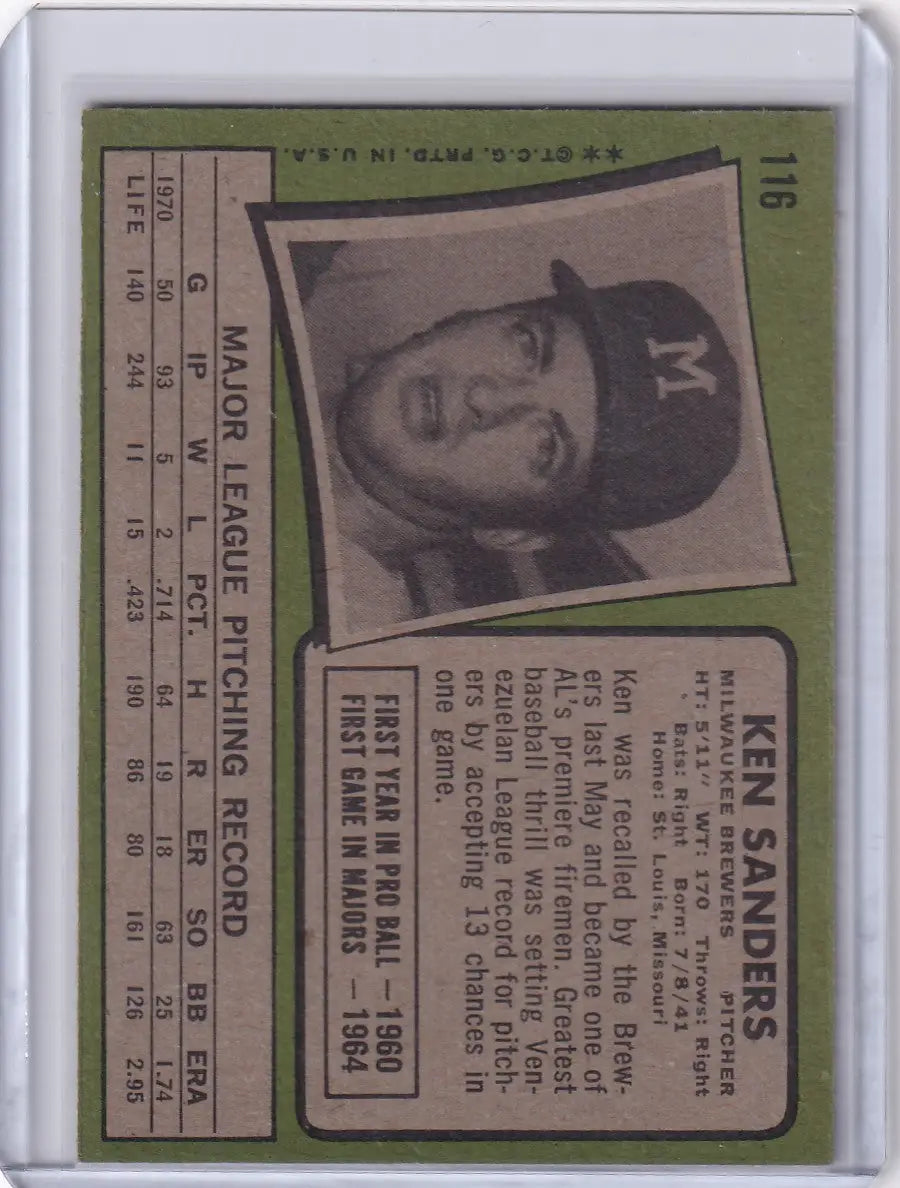 116
M
**©T.C.G. PRTD. IN U.S.A.
KEN SANDERS
MILWAUKEE BREWERS PITCHER
HT: 5'11" WT: 170 Throws: Right
Bats: Right Born: 7/8/41
Home: St. Louis, Missouri
Ken was recalled by the Brew-
ers last May and became one of
AL's premiere firemen. Greatest
baseball thrill was setting Ven-
ezuelan League record for pitch-
ers by accepting 13 chances in
one game.
FIRST YEAR IN PRO BALL — 1960
FIRST GAME IN MAJORS — 1964
MAJOR LEAGUE PITCHING RECORD
G IP W L PCT. H R ER SO BB ERA
1970 50 93 5 2 .714 64 19 18 63 25 1.74
LIFE 140 244 11 15 .423 190 86 80 161 126 2.95